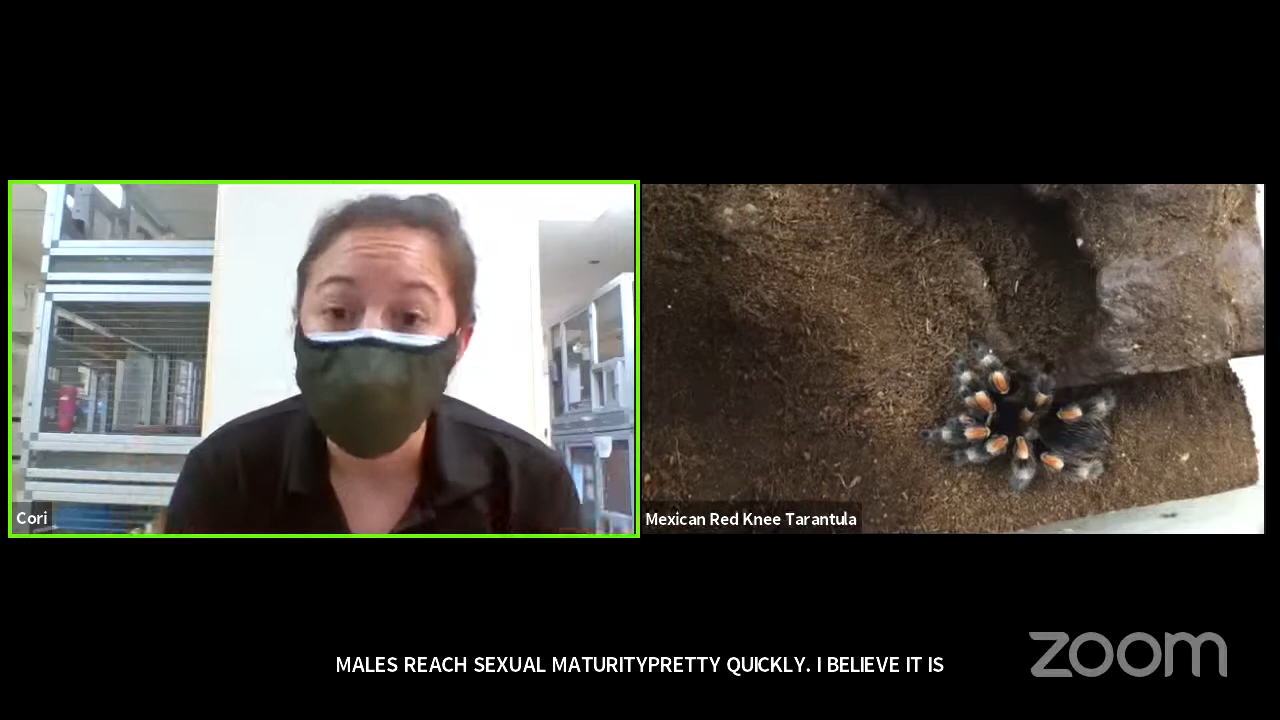 Cori
Mexican Red Knee Tarantula
MALES REACH SEXUAL MATURITYPRETTY QUICKLY. I BELIEVE IT IS
zoom